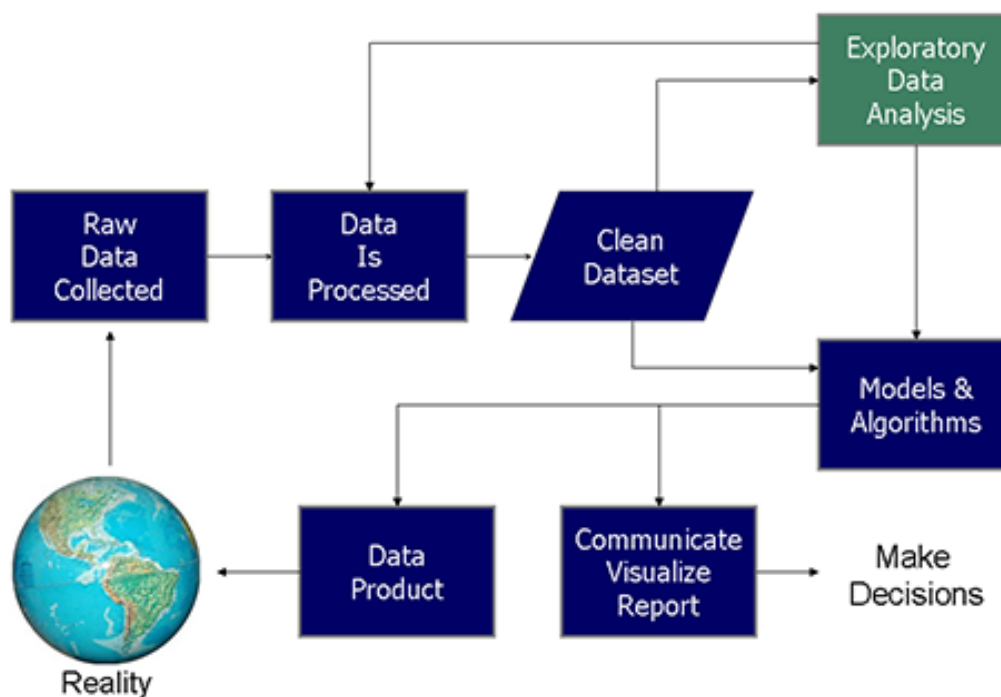 Exploratory
Data
Analysis
Raw
Data
Collected
Data
Is
Processed
Clean
Dataset
Models &
Algorithms
Data
Product
Communicate
Visualize
Report
Make
Decisions
Reality